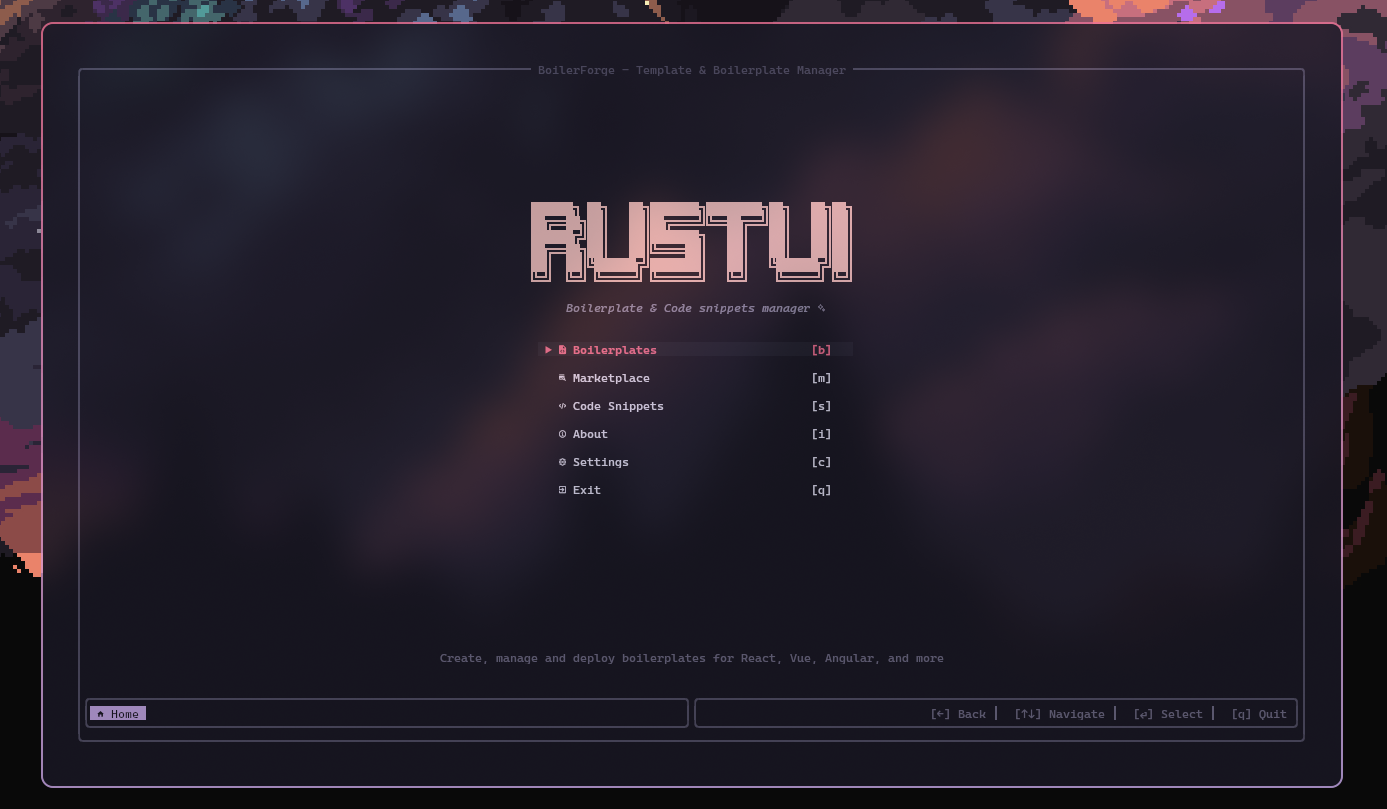 BoilerForge — Template & Boilerplate Manager
RUSTUI
Boilerplate & Code snippets manager
▶ Boilerplates [b]
Marketplace [m]
Code Snippets [s]
About [i]
Settings [c]
Exit [q]
Create, manage and deploy boilerplates for React, Vue, Angular, and more
Home
[←] Back | [↑↓] Navigate | [↵] Select | [q] Quit